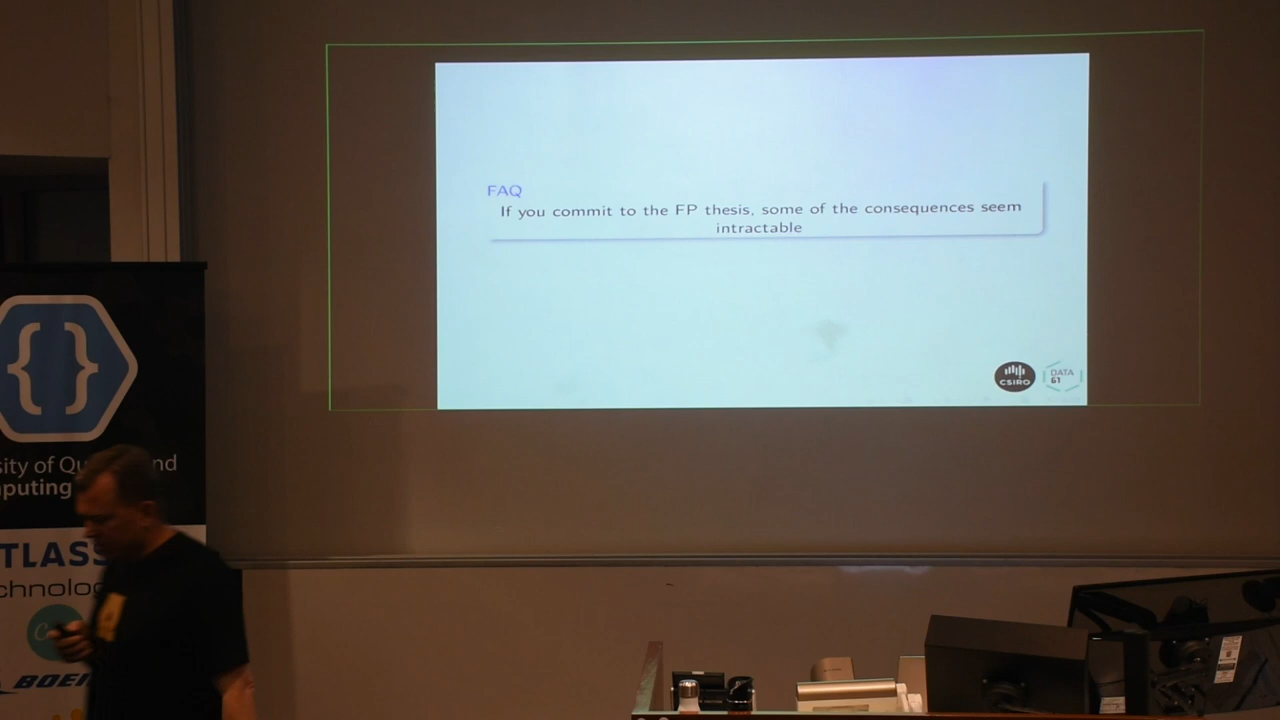 FAQ
If you commit to the FP thesis, some of the consequences seem
intractable
CSIRO
DATA
61
sity of Qu nd
puting
TLASS
chnolo
BOEI